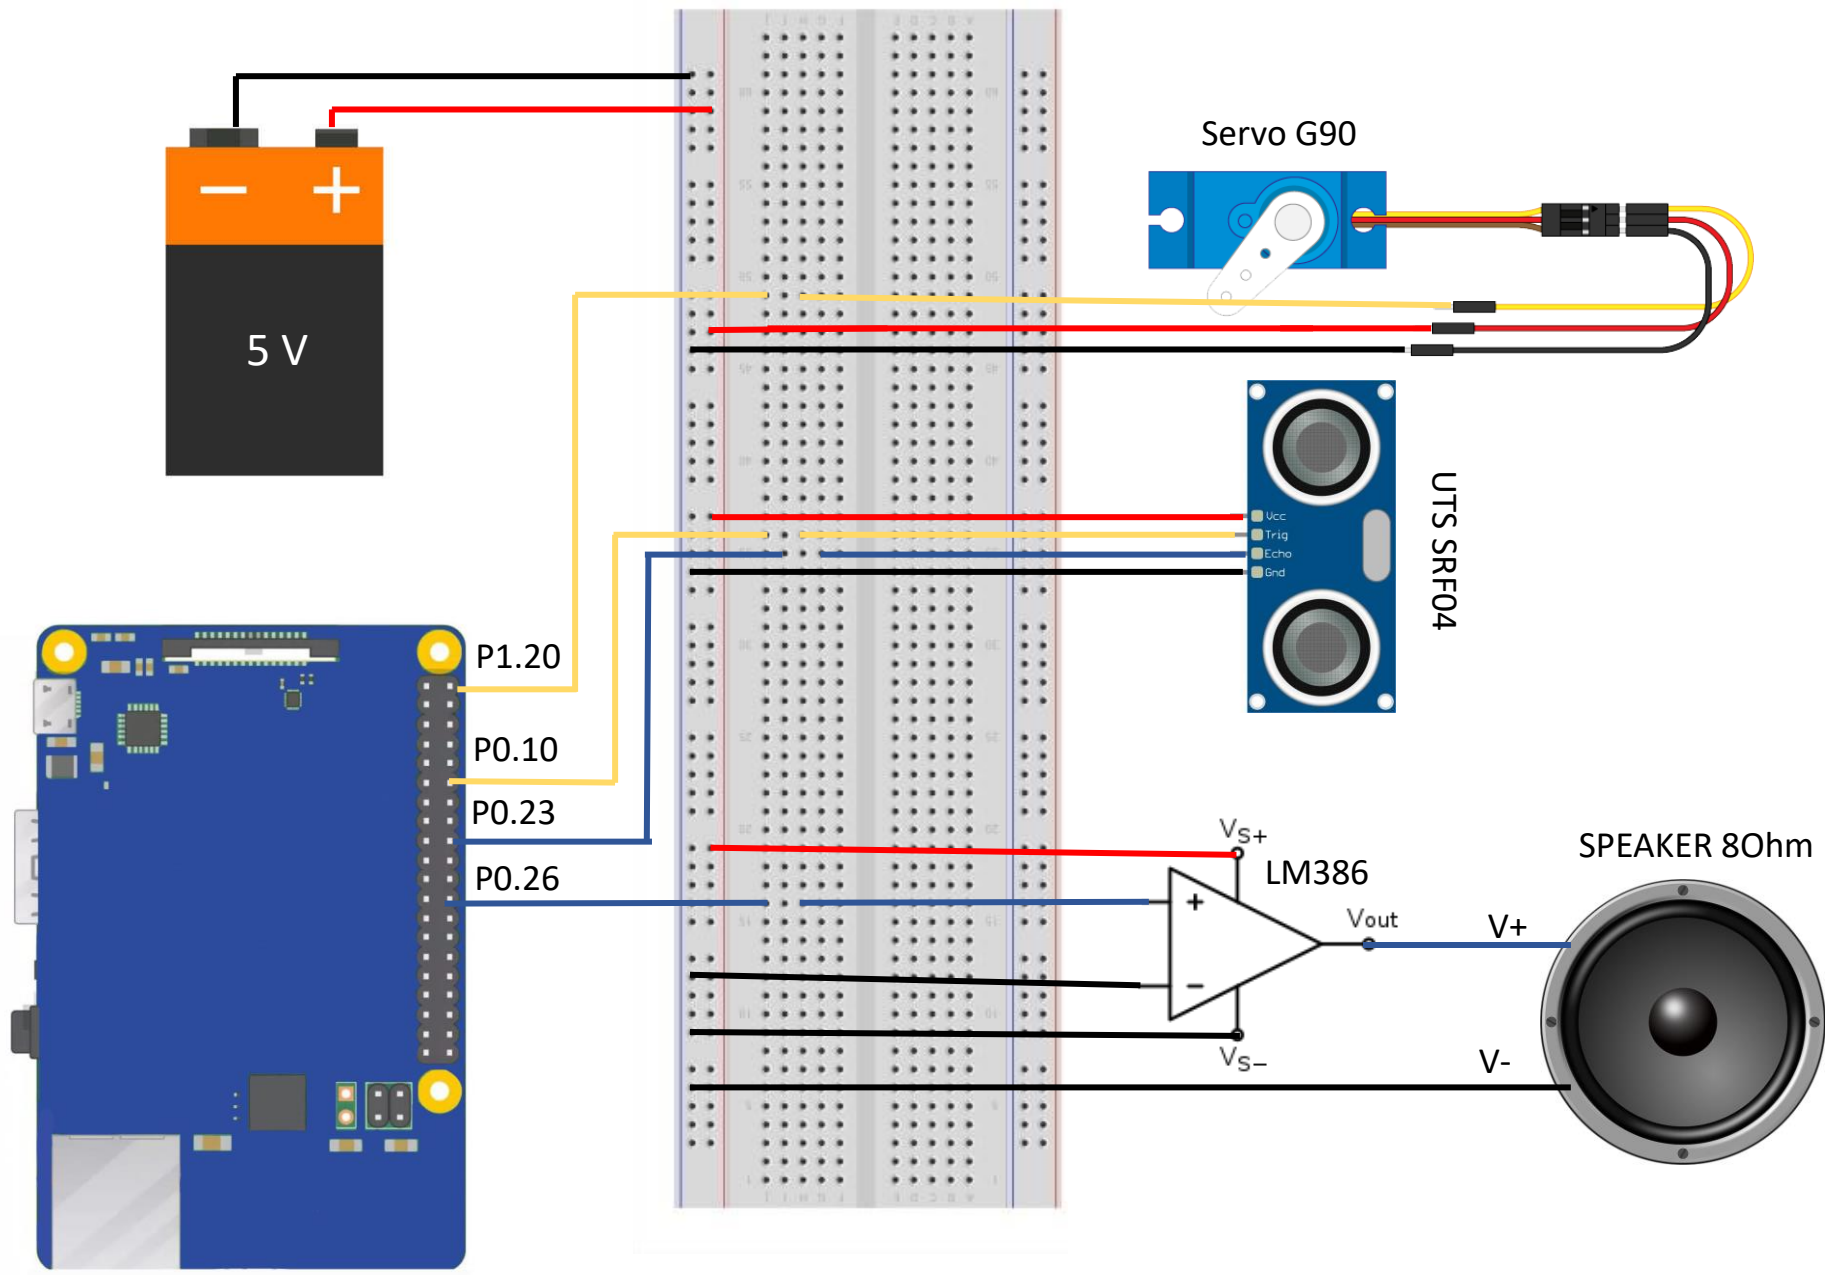 Servo G90
5 V
UTS SRF04
Vcc
Trig
Echo
Gnd
P1.20
P0.10
P0.23
P0.26
VS+
LM386
SPEAKER 8Ohm
+
Vout
V+
−
VS−
V-